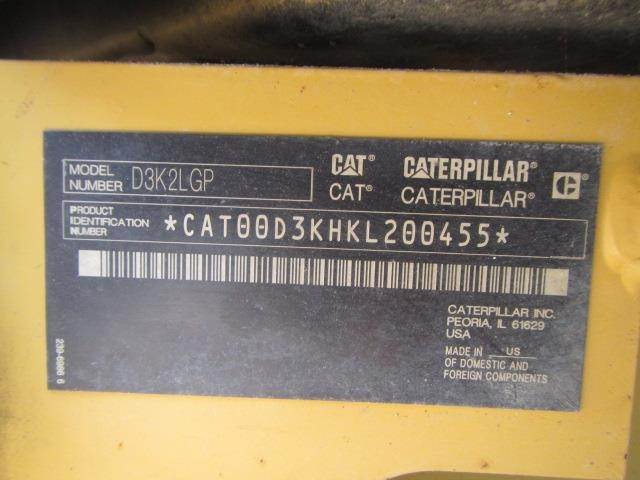 MODEL
NUMBER D3K2LGP
CAT® CATERPILLAR®
CAT® CATERPILLAR®
C
PRODUCT
IDENTIFICATION
NUMBER
*CAT00D3KHKL200455*
CATERPILLAR INC.
PEORIA, IL 61629
USA
MADE IN US
OF DOMESTIC AND
FOREIGN COMPONENTS